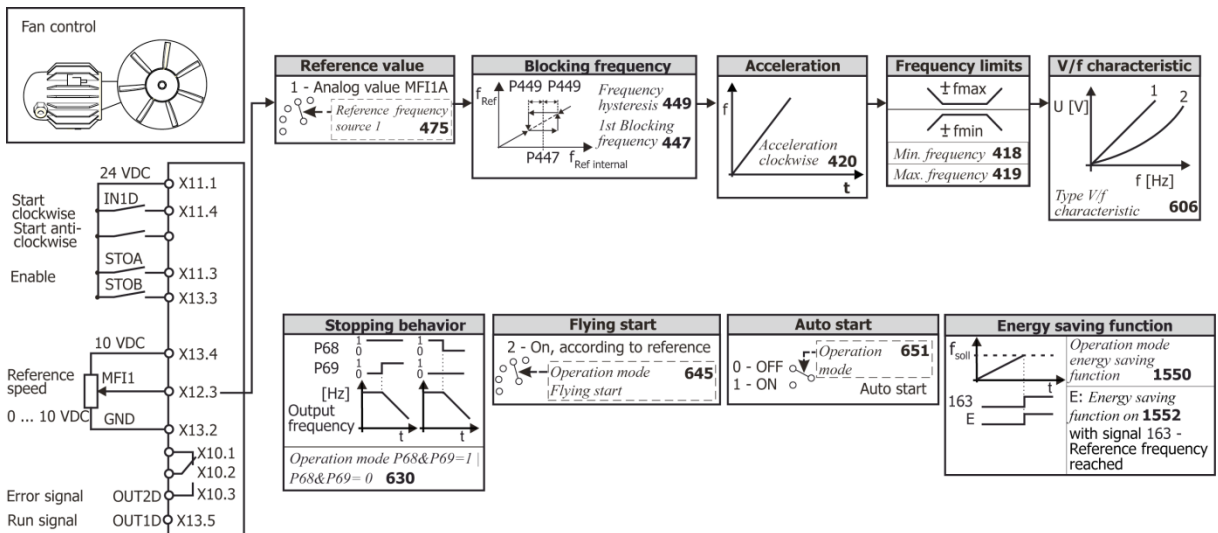 Fan control
24 VDC
X11.1
IN1D
Start
clockwise
X11.4
Start anti-
clockwise
STOA
Enable
X11.3
STOB
X13.3
10 VDC
X13.4
Reference
speed
MFI1
X12.3
0 ... 10 VDC
GND
X13.2
X10.1
X10.2
Error signal
OUT2D
X10.3
Run signal
OUT1D
X13.5
Reference value
1 - Analog value MFI1A
Reference frequency
source 1
475
Blocking frequency
P449 P449
fRef
Frequency
hysteresis 449
1st Blocking
frequency 447
P447
fRef internal
Acceleration
f
Acceleration
clockwise 420
t
Frequency limits
± fmax
± fmin
Min. frequency 418
Max. frequency 419
V/f characteristic
1 2
U [V]
f [Hz]
Type V/f
characteristic 606
Stopping behavior
P68 1 0 1 0
P69 1 0 1 0
[Hz]
Output
frequency
t t
Operation mode P68&P69=1 |
P68&P69= 0 630
Flying start
2 - On, according to reference
Operation mode 645
Flying start
Auto start
Operation 651
mode
0 - OFF
1 - ON
Auto start
Energy saving function
fsoll
t
163
E
Operation mode
energy saving
function 1550
E: Energy saving
function on 1552
with signal 163 -
Reference frequency
reached